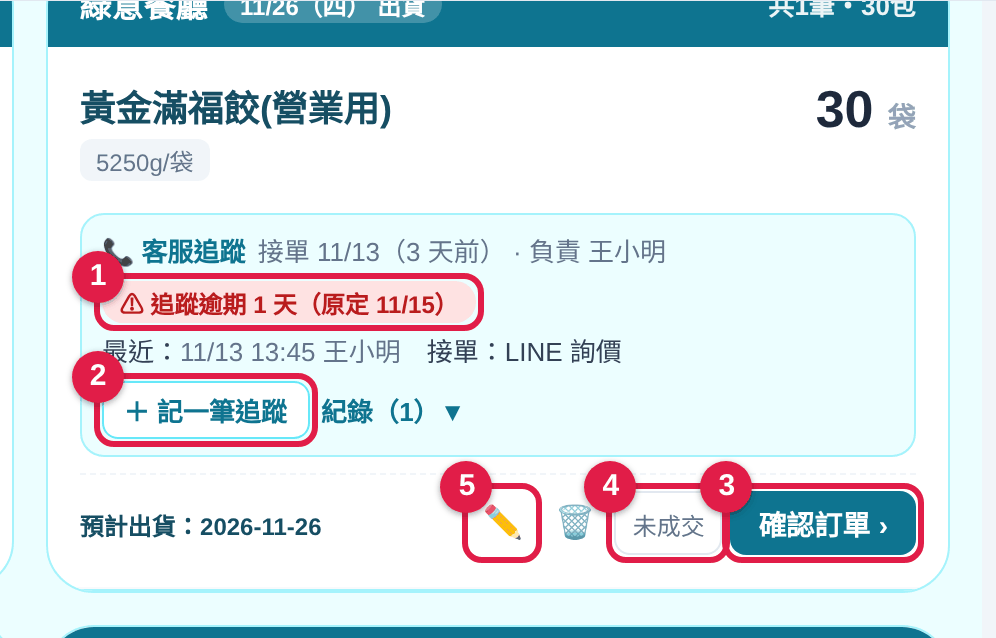 綠意餐廳 11/26（四） 出貨 共1筆・30包
黃金滿福餃(營業用) 30 袋
5250g/袋
客服追蹤 接單 11/13（3 天前） · 負責 王小明
1
追蹤逾期 1 天（原定 11/15）
最近：11/13 13:45 王小明 接單：LINE 詢價
2
＋ 記一筆追蹤 紀錄（1） ▼
5 4 3
預計出貨：2026-11-26 未成交 確認訂單 ›